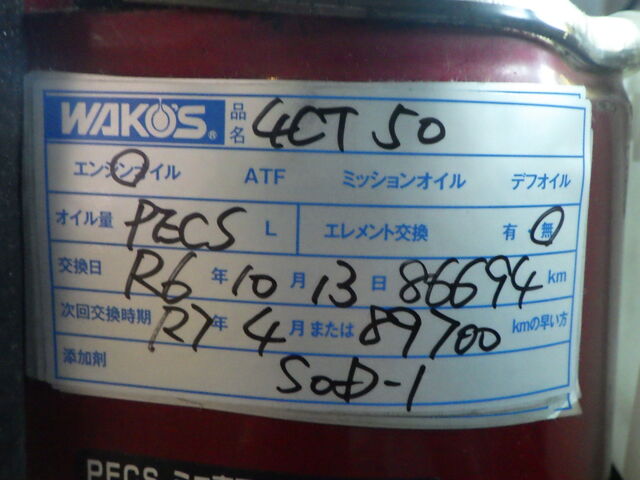 WAKO'S® 品名 4CT 50
エンジンオイル ATF ミッションオイル デフオイル
オイル量 PECS L エレメント交換 有 無
交換日 R6 年 10 月 13 日 86694 km
次回交換時期 R7 年 4 月または 89700 kmの早い方
添加剤 SOD-1
PECS